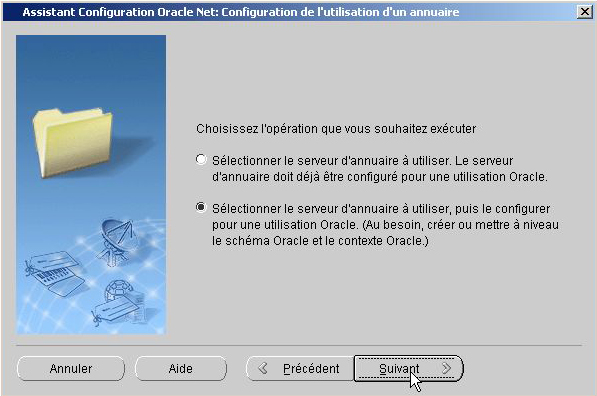 Assistant Configuration Oracle Net: Configuration de l'utilisation d'un annuaire
Choisissez l'opération que vous souhaitez exécuter
Sélectionner le serveur d'annuaire à utiliser. Le serveur
d'annuaire doit déjà être configuré pour une utilisation Oracle.
Sélectionner le serveur d'annuaire à utiliser, puis le configurer
pour une utilisation Oracle. (Au besoin, créer ou mettre à niveau
le schéma Oracle et le contexte Oracle.)
Annuler
Aide
Précédent
Suivant